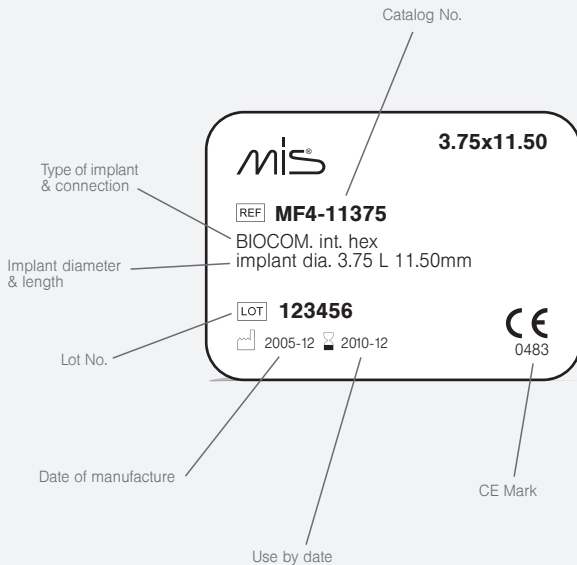 Catalog No.
3.75x11.50
mis®
Type of implant
& connection
REF MF4-11375
BIOCOM. int. hex
Implant diameter
& length
implant dia. 3.75 L 11.50mm
LOT 123456
CE
Lot No.
2005-12 2010-12
0483
Date of manufacture
CE Mark
Use by date